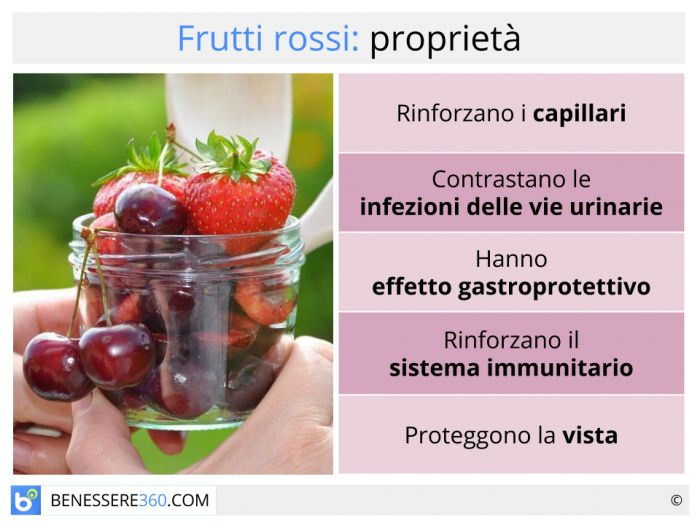 Frutti rossi: proprietà
Rinforzano i capillari
Contrastano le
infezioni delle vie urinarie
Hanno
effetto gastroprotettivo
Rinforzano il
sistema immunitario
Proteggono la vista
b BENESSERE360.COM ©